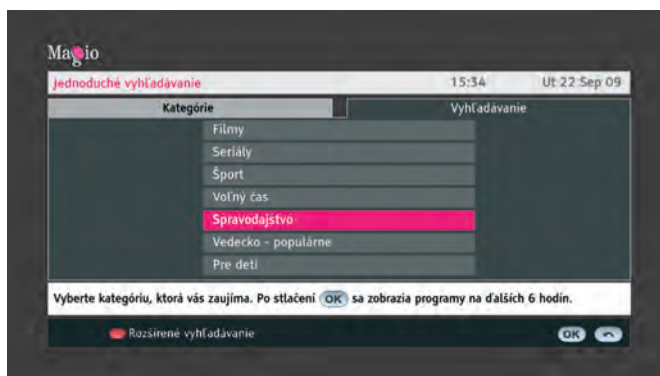 Magio
Jednoduché vyhľadávanie 15:34 Ut 22 Sep 09
Kategórie Vyhľadávanie
Filmy
Seriály
Šport
Voľný čas
Spravodajstvo
Vedecko - populárne
Pre deti
Vyberte kategóriu, ktorá vás zaujíma. Po stlačení OK sa zobrazia programy na ďalších 6 hodín.
Rozšírené vyhľadávanie OK